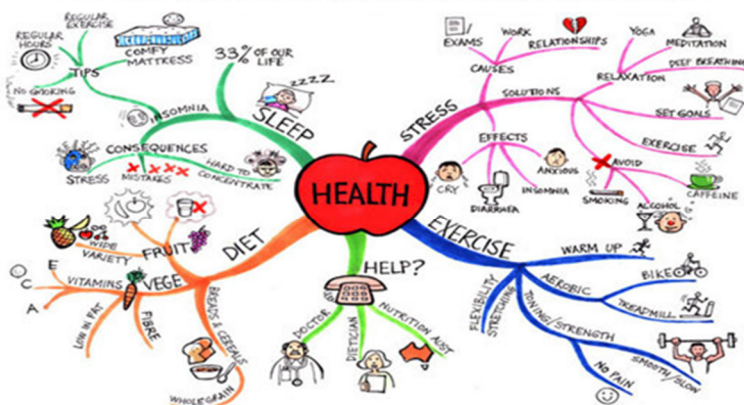 HEALTH
SLEEP
33% OF OUR
LIFE
zzzz
INSOMNIA
TIPS
REGULAR
EXERCISE
REGULAR
HOURS
COMFY
MATTRESS
NO SMOKING
CONSEQUENCES
STRESS
MISTAKES
HARD TO
CONCENTRATE
STRESS
CAUSES
EXAMS
WORK
RELATIONSHIPS
SOLUTIONS
RELAXATION
YOGA
MEDITATION
DEEP BREATHING
SET GOALS
EXERCISE
AVOID
SMOKING
ALCOHOL
CAFFEINE
EFFECTS
CRY
DIARRHEA
INSOMNIA
ANXIOUS
EXERCISE
WARM UP
AEROBIC
BIKE
TREADMILL
TONING/STRENGTH
SMOOTH/SLOW
NO PAIN
FLEXIBILITY
STRETCHING
HELP?
DOCTOR
DIETICIAN
NUTRITION AUST
DIET
FRUIT
WIDE
VARIETY
VEGE
VITAMINS
E
C
A
LOW IN FAT
FIBRE
BREADS & CEREALS
WHOLEGRAIN